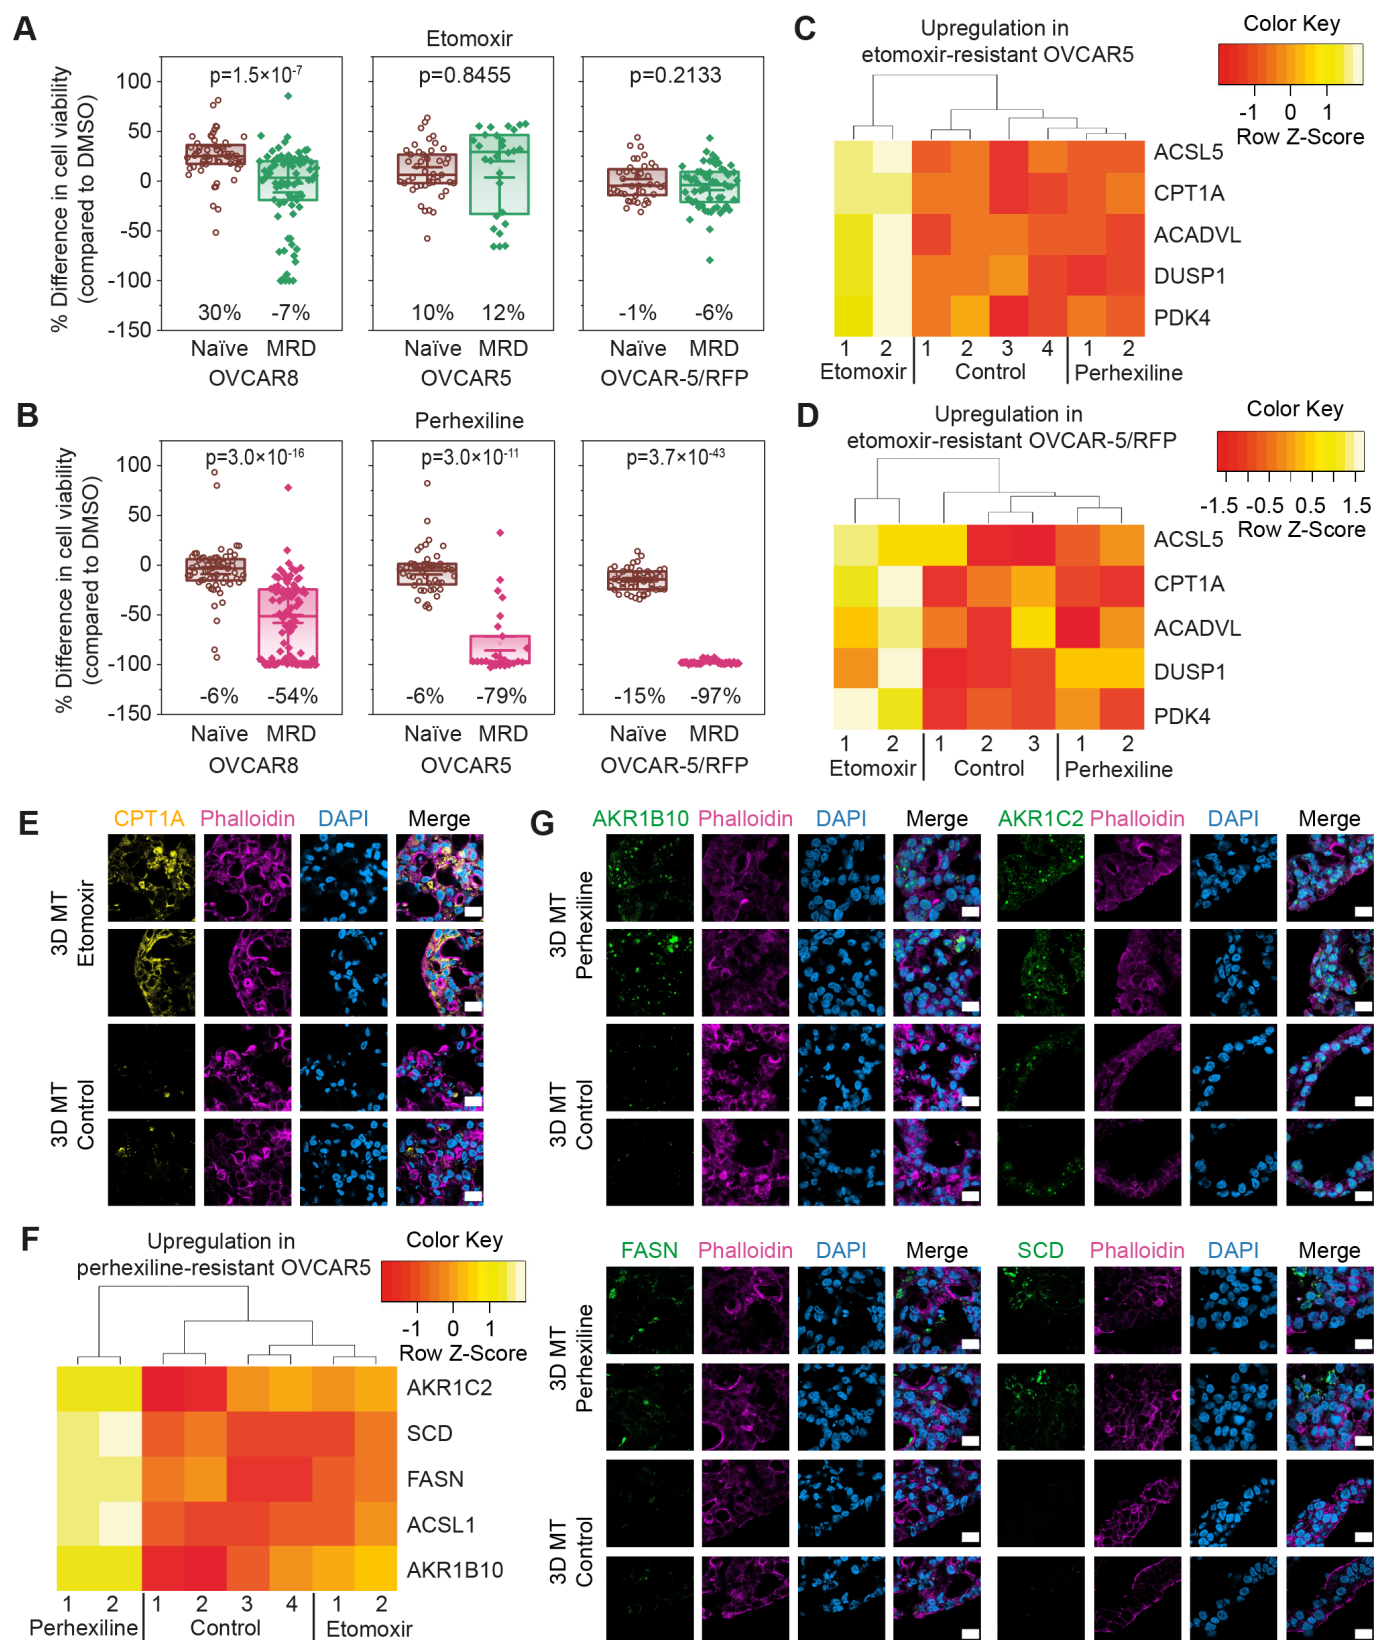 A
Etomoxir
% Difference in cell viability
(compared to DMSO)
100
50
0
-50
-100
-150
p=1.5×10⁻⁷
p=0.8455
p=0.2133
30%
-7%
10%
12%
-1%
-6%
Naïve MRD
Naïve MRD
Naïve MRD
OVCAR8
OVCAR5
OVCAR-5/RFP
B
Perhexiline
% Difference in cell viability
(compared to DMSO)
100
50
0
-50
-100
-150
p=3.0×10⁻¹⁶
p=3.0×10⁻¹¹
p=3.7×10⁻⁴³
-6%
-54%
-6%
-79%
-15%
-97%
Naïve MRD
Naïve MRD
Naïve MRD
OVCAR8
OVCAR5
OVCAR-5/RFP
C
Upregulation in
etomoxir-resistant OVCAR5
Color Key
-1 0 1
Row Z-Score
ACSL5
CPT1A
ACADVL
DUSP1
PDK4
1 2 1 2 3 4 1 2
Etomoxir Control Perhexiline
D
Upregulation in
etomoxir-resistant OVCAR-5/RFP
Color Key
-1.5 -0.5 0.5 1.5
Row Z-Score
ACSL5
CPT1A
ACADVL
DUSP1
PDK4
1 2 1 2 3 1 2
Etomoxir Control Perhexiline
E
CPT1A Phalloidin DAPI Merge
3D MT
Etomoxir
3D MT
Control
F
Upregulation in
perhexiline-resistant OVCAR5
Color Key
-1 0 1
Row Z-Score
AKR1C2
SCD
FASN
ACSL1
AKR1B10
1 2 1 2 3 4 1 2
Perhexiline Control Etomoxir
G
AKR1B10 Phalloidin DAPI Merge
AKR1C2 Phalloidin DAPI Merge
3D MT
Perhexiline
3D MT
Control
FASN Phalloidin DAPI Merge
SCD Phalloidin DAPI Merge
3D MT
Perhexiline
3D MT
Control